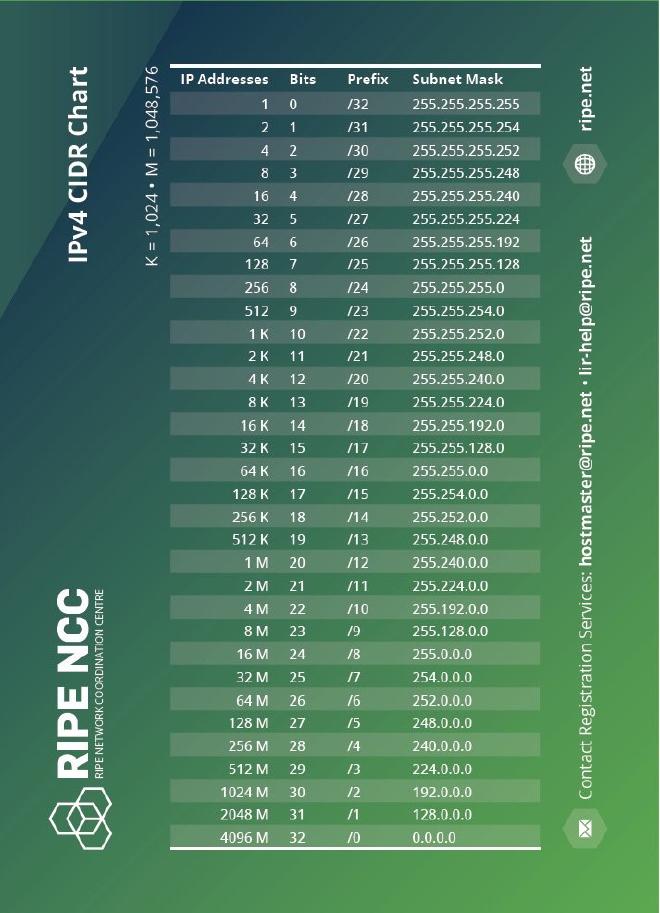 IPv4 CIDR Chart
K = 1,024 • M = 1,048,576
IP Addresses Bits Prefix Subnet Mask
1 0 /32 255.255.255.255
2 1 /31 255.255.255.254
4 2 /30 255.255.255.252
8 3 /29 255.255.255.248
16 4 /28 255.255.255.240
32 5 /27 255.255.255.224
64 6 /26 255.255.255.192
128 7 /25 255.255.255.128
256 8 /24 255.255.255.0
512 9 /23 255.255.254.0
1 K 10 /22 255.255.252.0
2 K 11 /21 255.255.248.0
4 K 12 /20 255.255.240.0
8 K 13 /19 255.255.224.0
16 K 14 /18 255.255.192.0
32 K 15 /17 255.255.128.0
64 K 16 /16 255.255.0.0
128 K 17 /15 255.254.0.0
256 K 18 /14 255.252.0.0
512 K 19 /13 255.248.0.0
1 M 20 /12 255.240.0.0
2 M 21 /11 255.224.0.0
4 M 22 /10 255.192.0.0
8 M 23 /9 255.128.0.0
16 M 24 /8 255.0.0.0
32 M 25 /7 254.0.0.0
64 M 26 /6 252.0.0.0
128 M 27 /5 248.0.0.0
256 M 28 /4 240.0.0.0
512 M 29 /3 224.0.0.0
1024 M 30 /2 192.0.0.0
2048 M 31 /1 128.0.0.0
4096 M 32 /0 0.0.0.0
RIPE NCC
RIPE NETWORK COORDINATION CENTRE
Contact Registration Services: hostmaster@ripe.net • lir-help@ripe.net
ripe.net